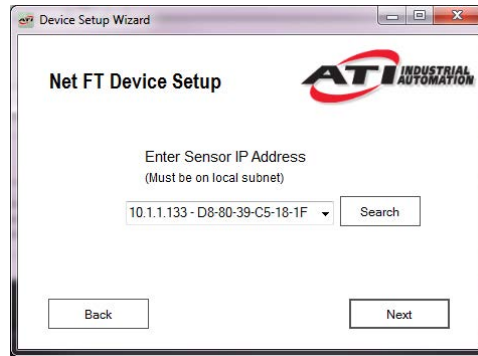 Device Setup Wizard
Net FT Device Setup
ATI INDUSTRIAL
AUTOMATION
Enter Sensor IP Address
(Must be on local subnet)
10.1.1.133 - D8-80-39-C5-18-1F
Search
Back
Next